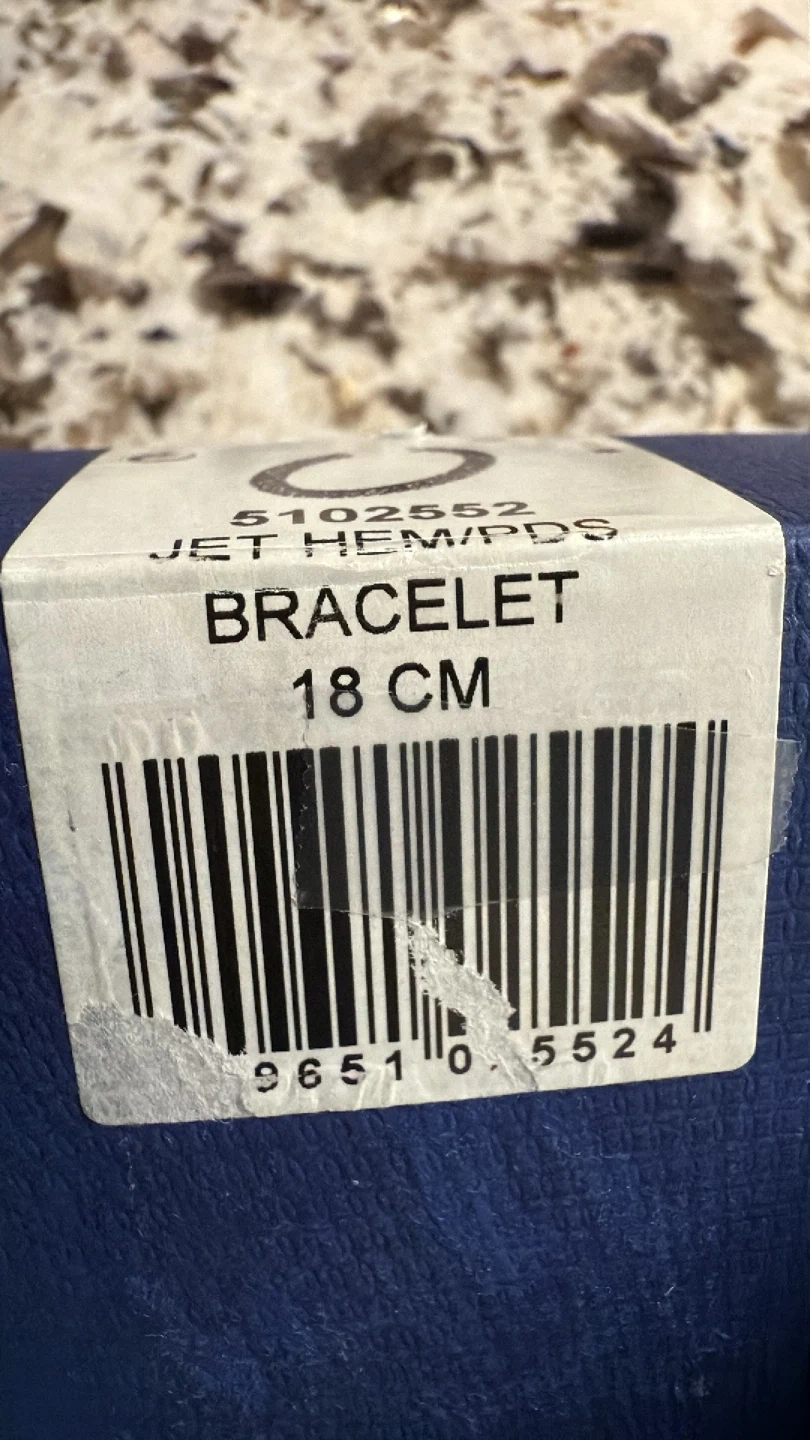 5102552
JET HEM/PDS
BRACELET
18 CM
9651 0 5524